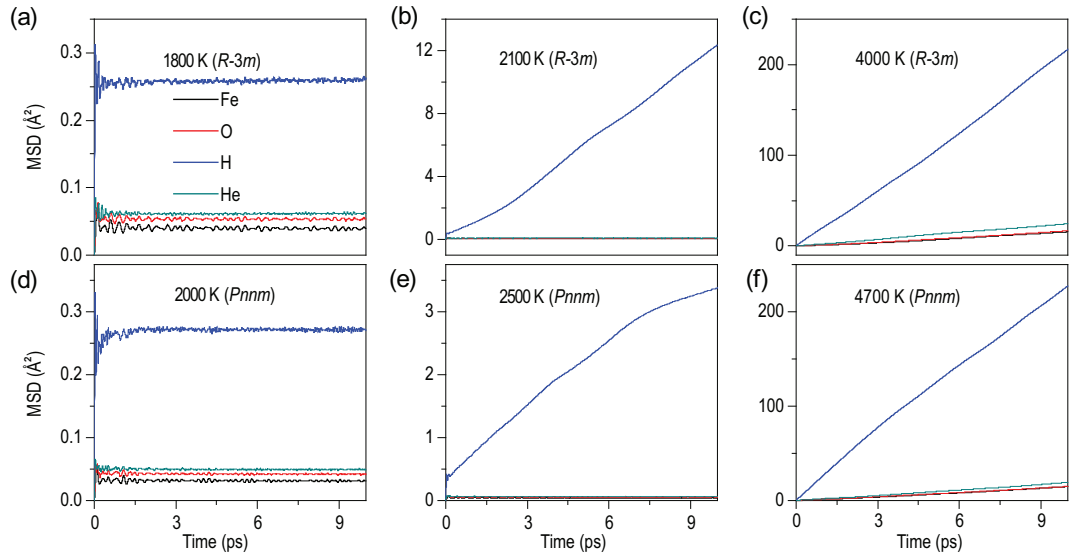 (a)
(b)
(c)
1800 K (R-3m)
2100 K (R-3m)
4000 K (R-3m)
Fe
O
H
He
MSD (Å²)
0.3
0.2
0.1
0.0
12
8
4
0
200
100
0
(d)
(e)
(f)
2000 K (Pnnm)
2500 K (Pnnm)
4700 K (Pnnm)
MSD (Å²)
0.3
0.2
0.1
0.0
3
2
1
0
200
100
0
0 3 6 9
0 3 6 9
0 3 6 9
Time (ps)
Time (ps)
Time (ps)